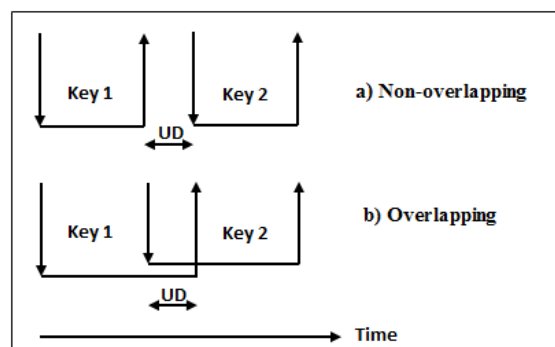 Key 1
Key 2
a) Non-overlapping
UD
Key 1
Key 2
b) Overlapping
UD
Time